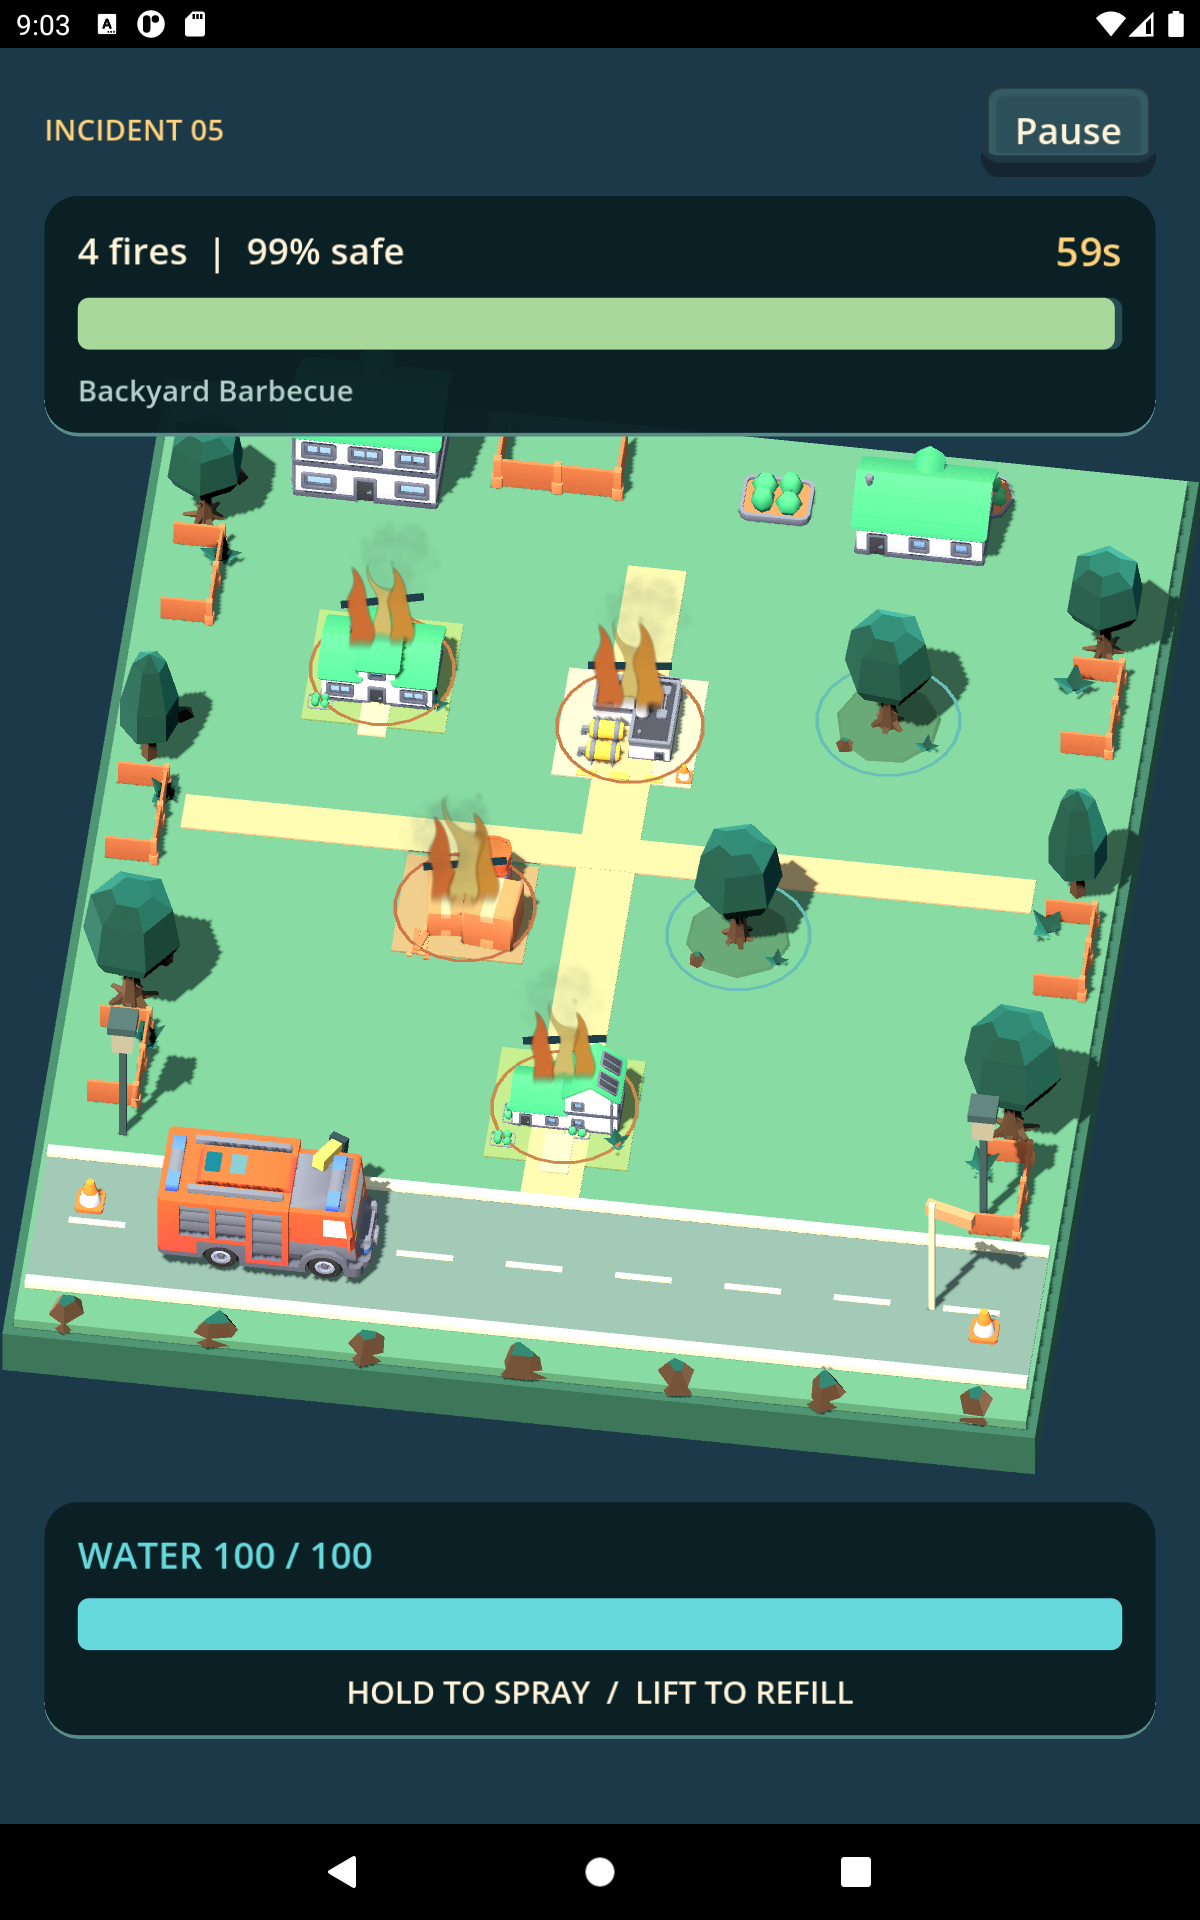 9:03
INCIDENT 05
Pause
4 fires | 99% safe
59s
Backyard Barbecue
WATER 100 / 100
HOLD TO SPRAY / LIFT TO REFILL